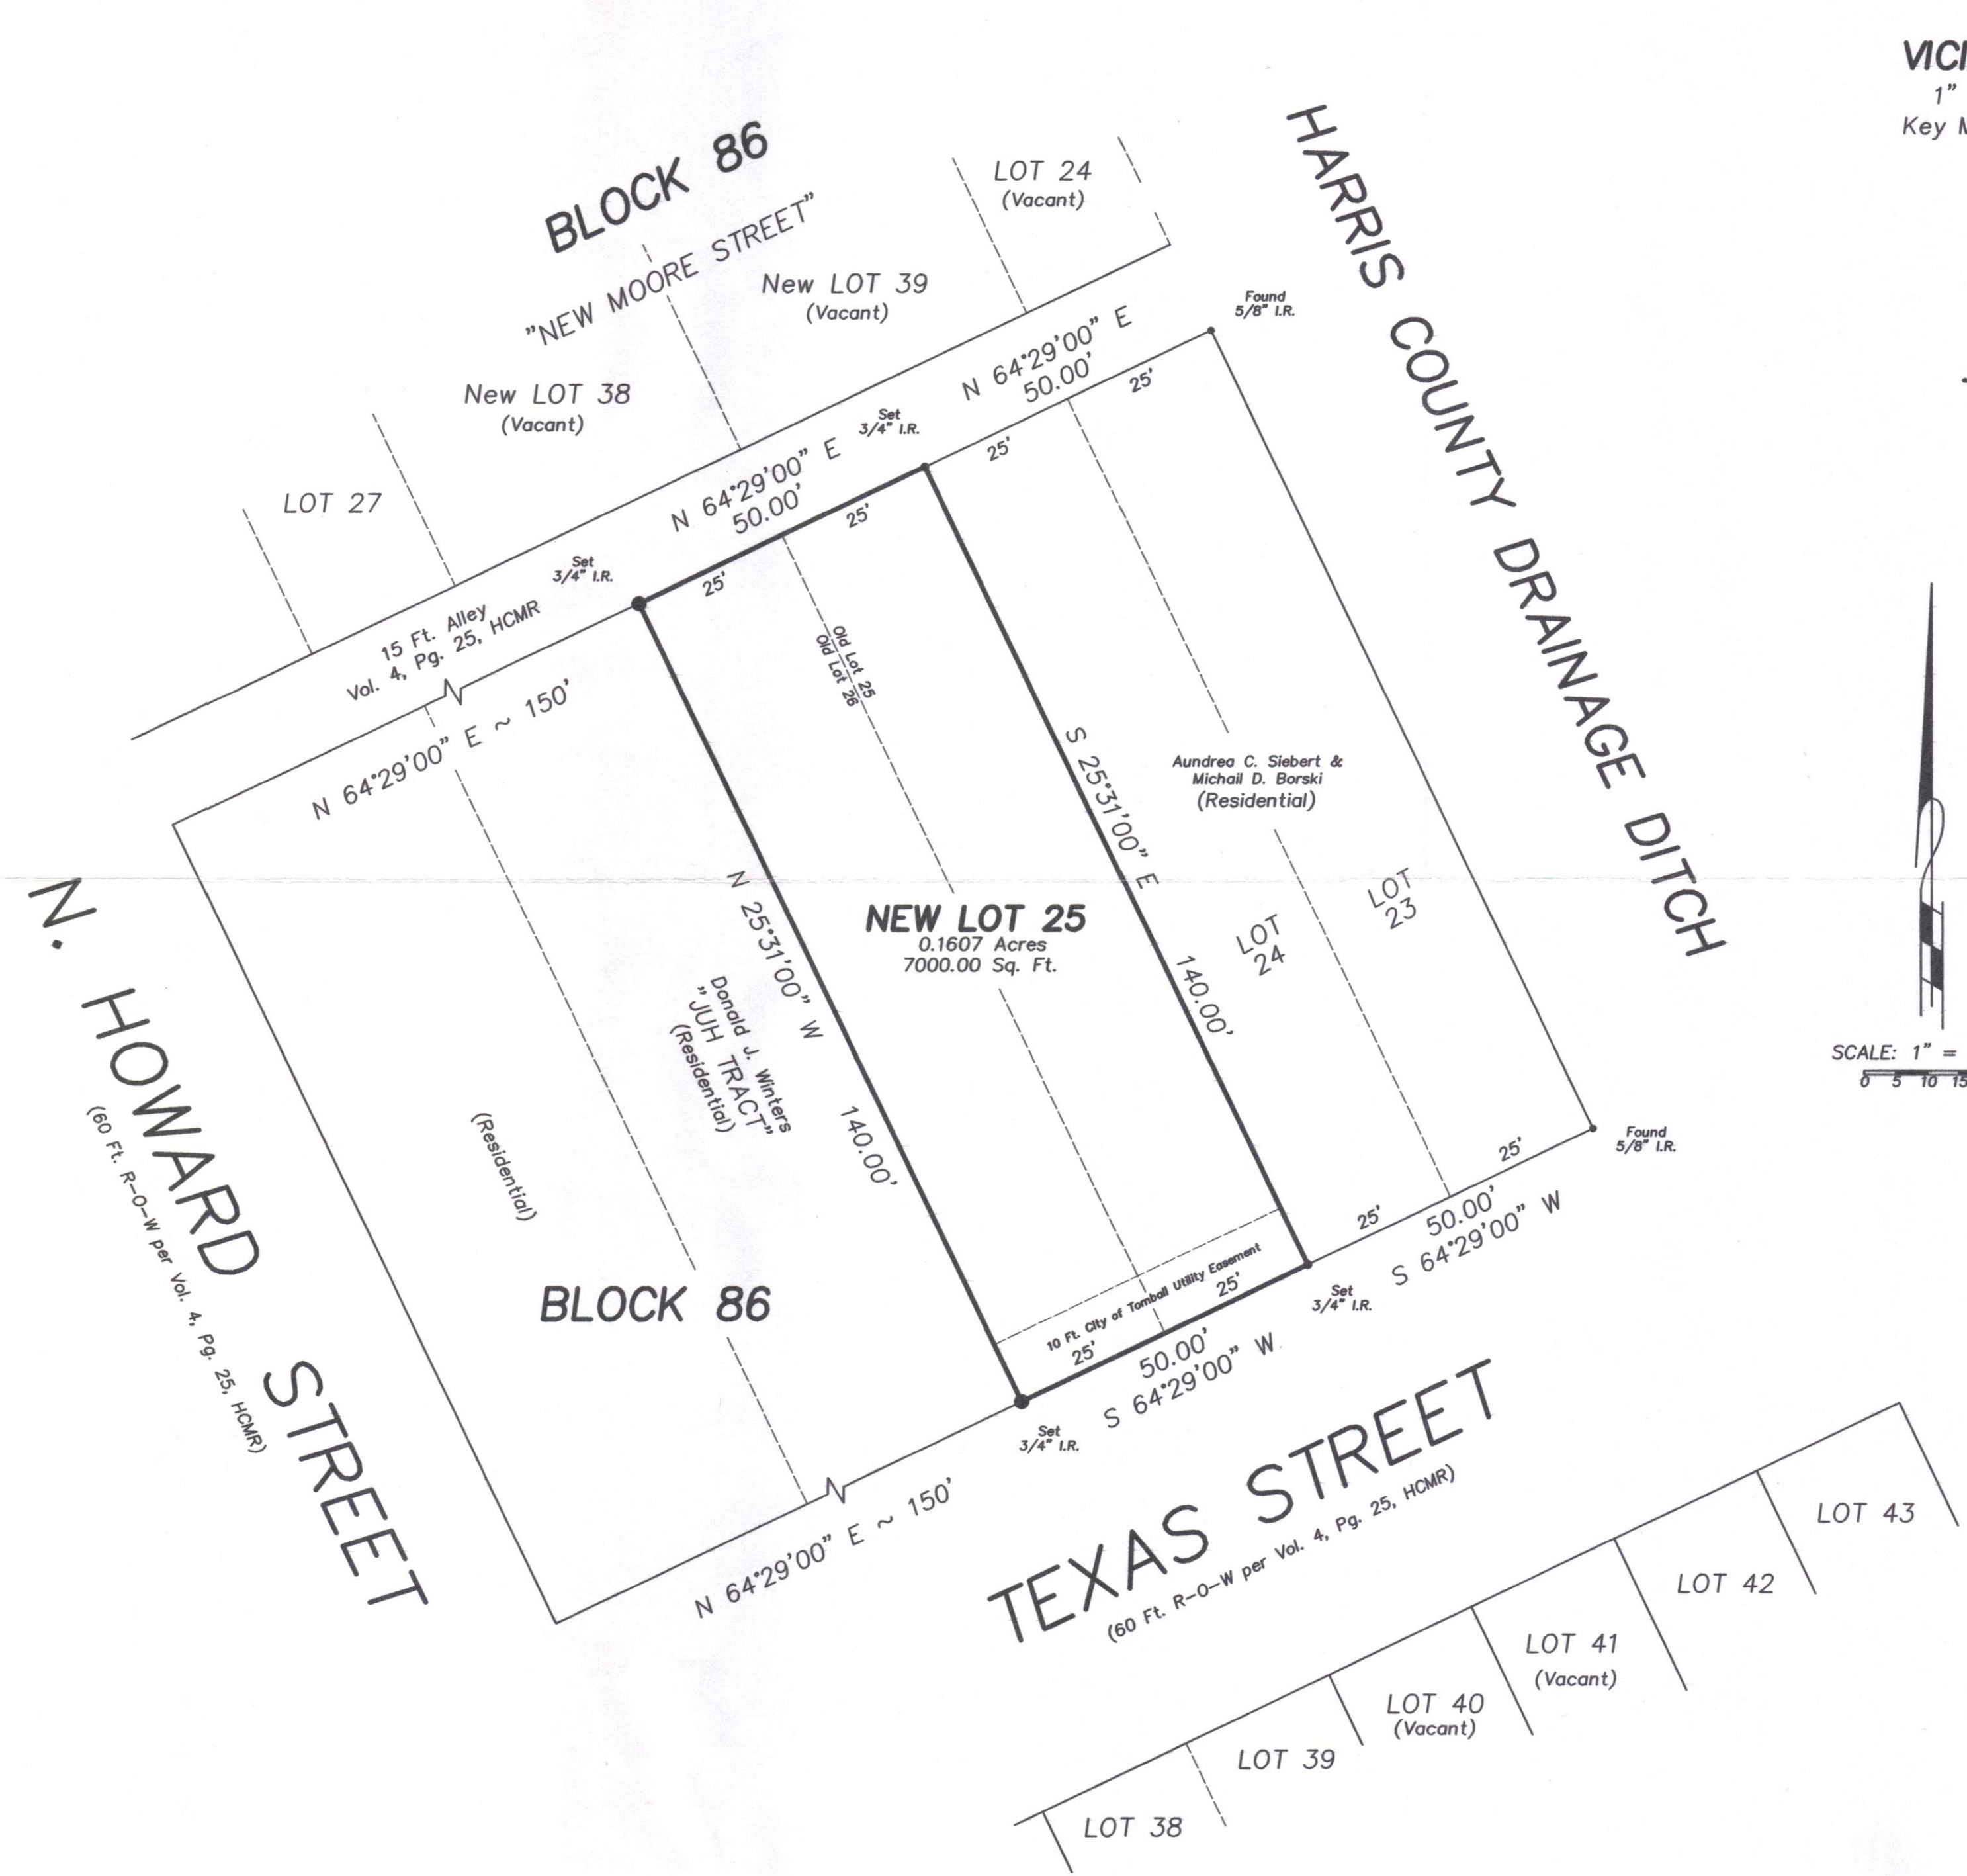 VICI
1"
Key M
BLOCK 86
"NEW MOORE STREET"
LOT 24
(Vacant)
New LOT 39
(Vacant)
New LOT 38
(Vacant)
LOT 27
HARRIS COUNTY DRAINAGE DITCH
Found
5/8" I.R.
N 64°29'00" E
50.00'
25'
25'
Set
3/4" I.R.
N 64°29'00" E
50.00'
25'
25'
Set
3/4" I.R.
15 Ft. Alley
Vol. 4, Pg. 25, HCMR
N 64°29'00" E ~ 150'
Old Lot 25
Old Lot 26
S 25°31'00" E
140.00'
Aundrea C. Siebert &
Michail D. Borski
(Residential)
LOT
23
LOT
24
NEW LOT 25
0.1607 Acres
7000.00 Sq. Ft.
N 25°31'00" W
140.00'
Donald J. Winters
"JUH TRACT"
(Residential)
(Residential)
N. HOWARD STREET
(60 Ft. R-O-W per Vol. 4, Pg. 25, HCMR)
BLOCK 86
SCALE: 1" =
0 5 10 15
Found
5/8" I.R.
25'
25'
50.00'
S 64°29'00" W
10 Ft. City of Tomball Utility Easement
25'
25'
50.00'
S 64°29'00" W
Set
3/4" I.R.
Set
3/4" I.R.
N 64°29'00" E ~ 150'
TEXAS STREET
(60 Ft. R-O-W per Vol. 4, Pg. 25, HCMR)
LOT 43
LOT 42
LOT 41
(Vacant)
LOT 40
(Vacant)
LOT 39
LOT 38